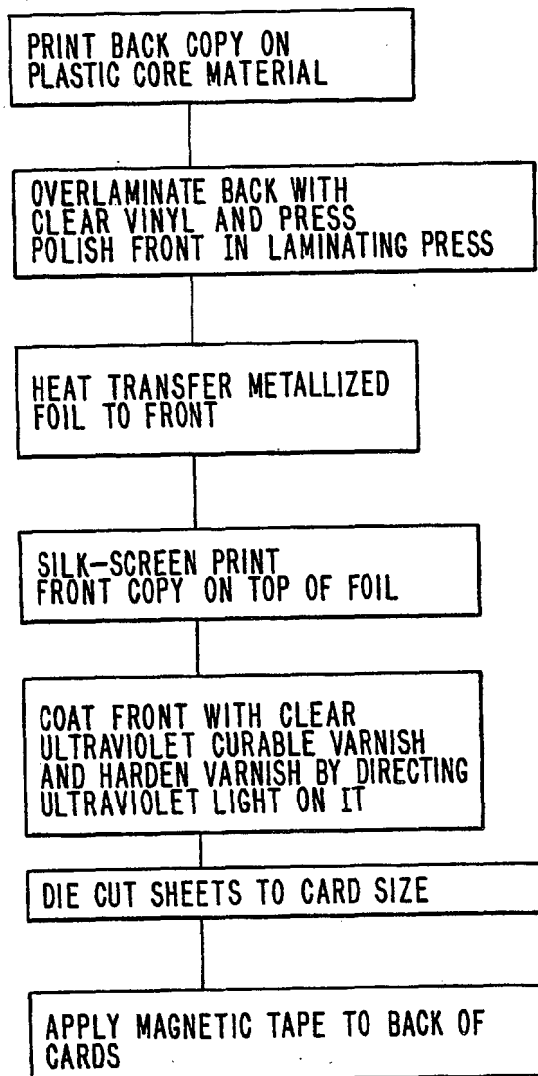 PRINT BACK COPY ON
PLASTIC CORE MATERIAL
OVERLAMINATE BACK WITH
CLEAR VINYL AND PRESS
POLISH FRONT IN LAMINATING PRESS
HEAT TRANSFER METALLIZED
FOIL TO FRONT
SILK-SCREEN PRINT
FRONT COPY ON TOP OF FOIL
COAT FRONT WITH CLEAR
ULTRAVIOLET CURABLE VARNISH
AND HARDEN VARNISH BY DIRECTING
ULTRAVIOLET LIGHT ON IT
DIE CUT SHEETS TO CARD SIZE
APPLY MAGNETIC TAPE TO BACK OF
CARDS